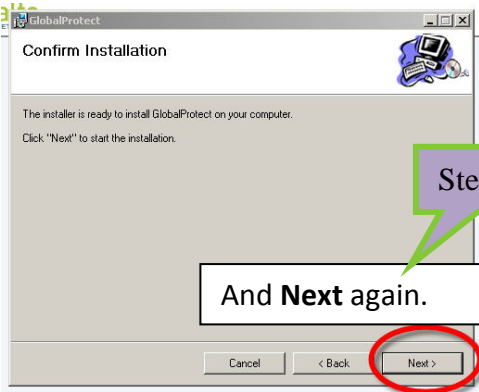 GlobalProtect
Confirm Installation
The installer is ready to install GlobalProtect on your computer.
Click "Next" to start the installation.
And Next again.
Cancel
< Back
Next >